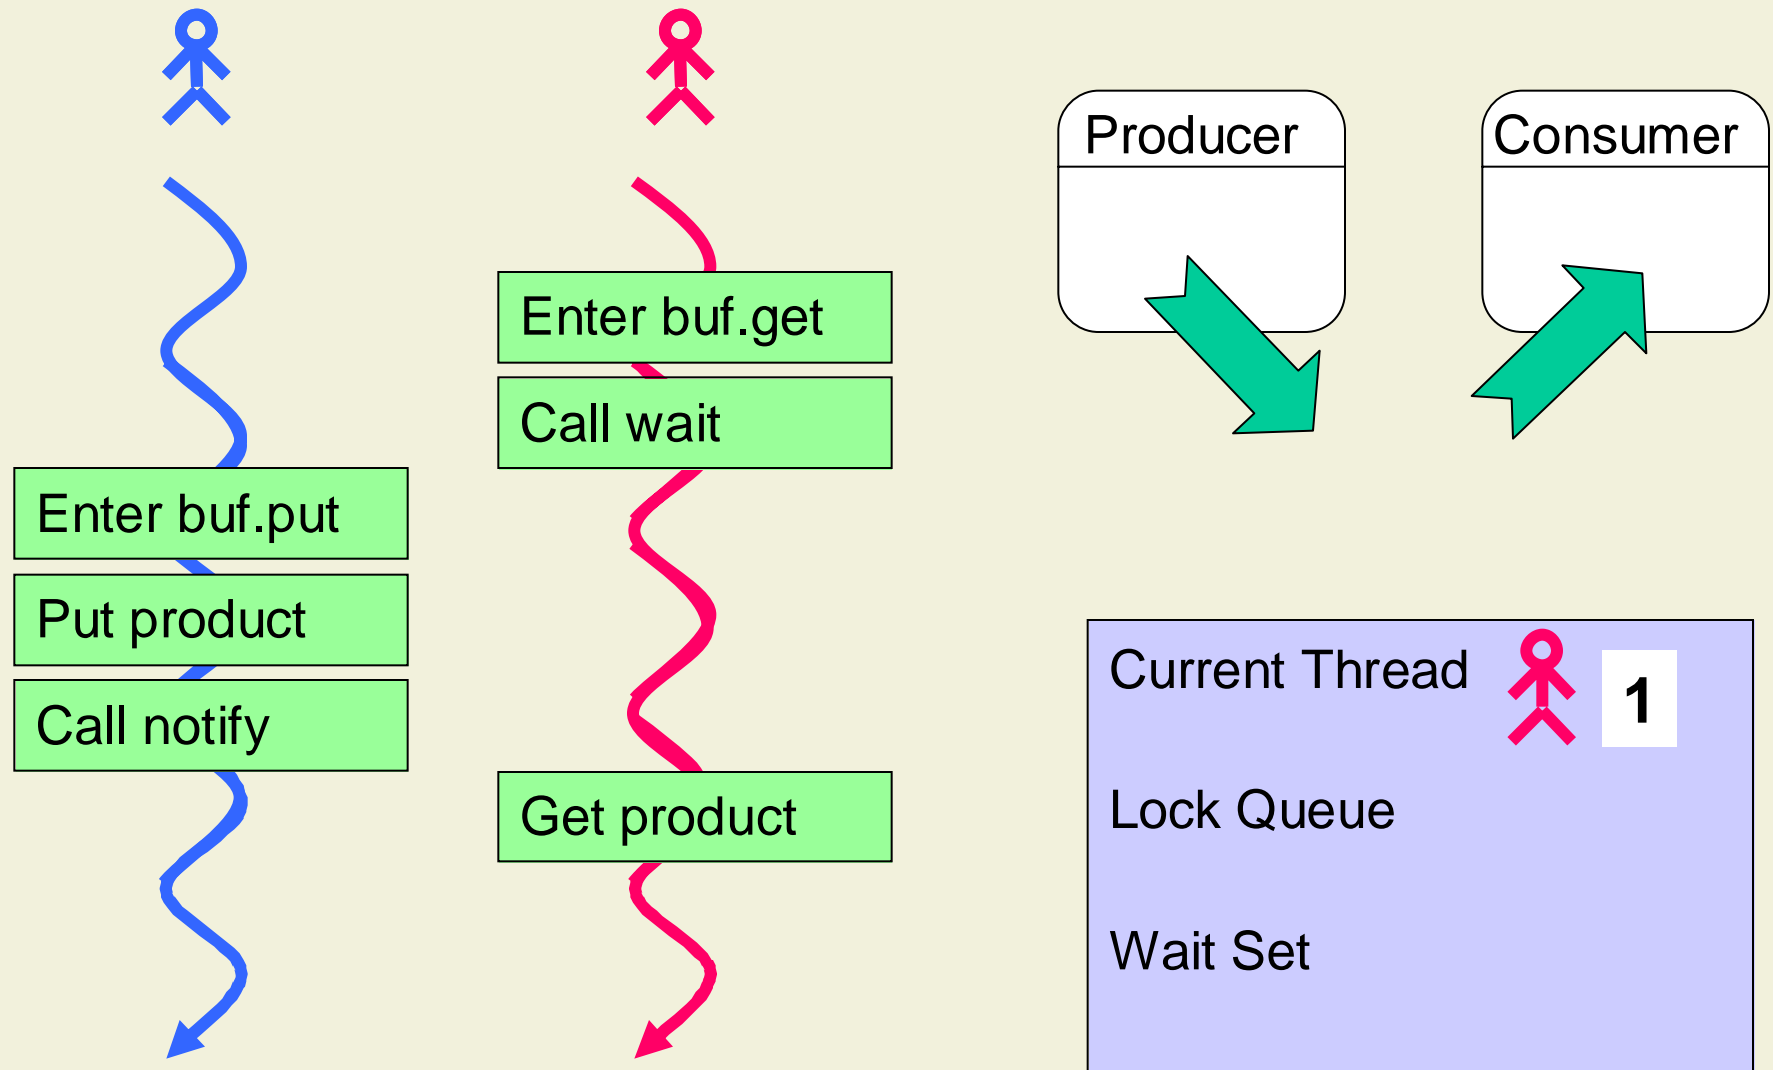 Producer
Consumer
Enter buf.get
Call wait
Enter buf.put
Put product
Call notify
Get product
Current Thread
1
Lock Queue
Wait Set